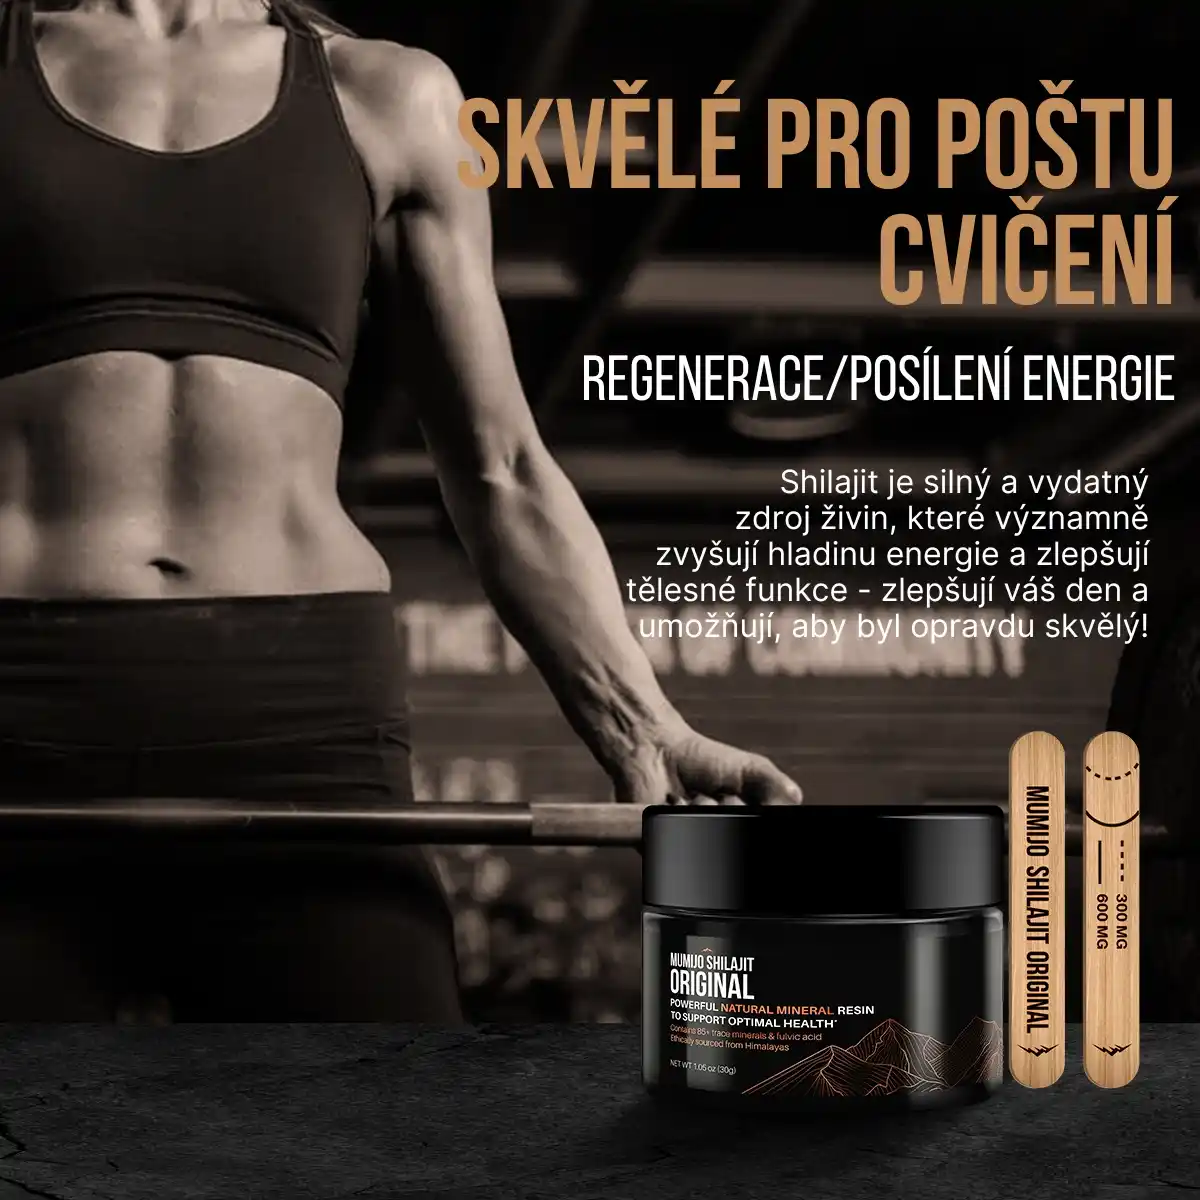 SKVĚLÉ PRO POŠTU
CVIČENÍ
REGENERACE/POSÍLENÍ ENERGIE
Shilajit je silný a vydatný
zdroj živin, které významně
zvyšují hladinu energie a zlepšují
tělesné funkce - zlepšují váš den a
umožňují, aby byl opravdu skvělý!
MUMIJO SHILAJIT
ORIGINAL
POWERFUL NATURAL MINERAL RESIN
TO SUPPORT OPTIMAL HEALTH*
Contains 85+ trace minerals & fulvic acid
Ethically sourced from Himalayas
NET WT 1.05 oz (30g)
MUMIJO SHILAJIT ORIGINAL
300 MG
600 MG